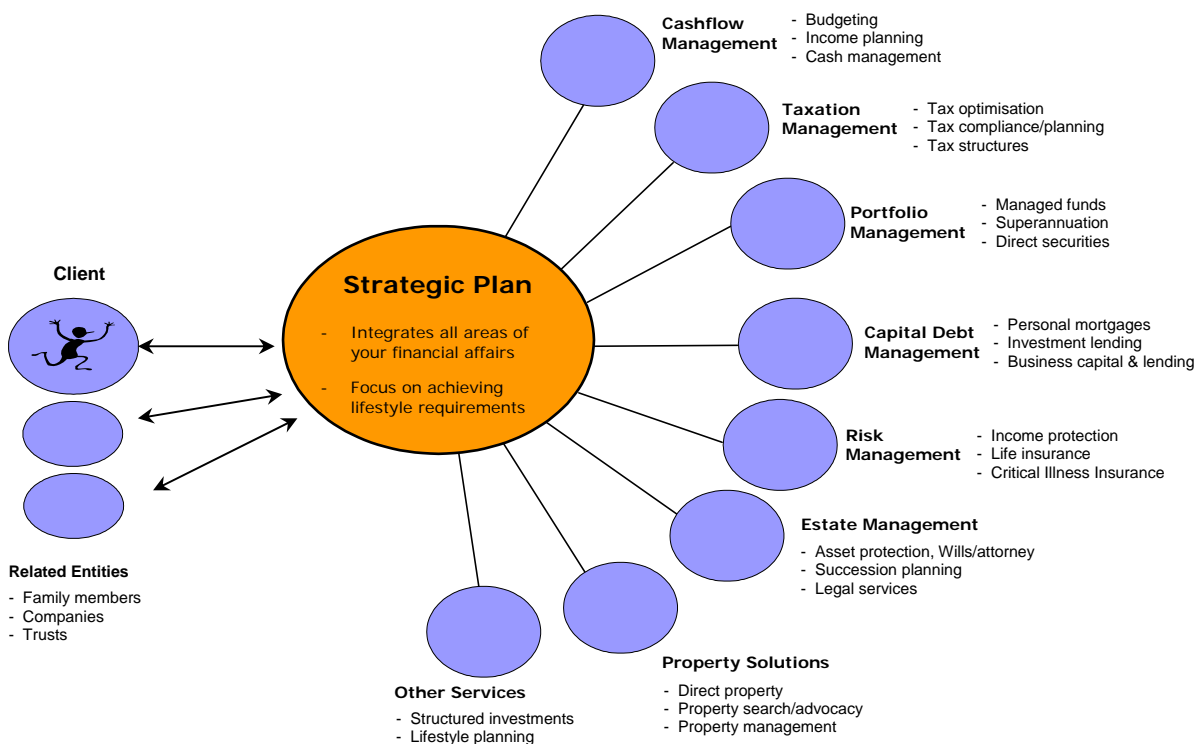 Cashflow
Management
- Budgeting
- Income planning
- Cash management
Taxation
Management
- Tax optimisation
- Tax compliance/planning
- Tax structures
Portfolio
Management
- Managed funds
- Superannuation
- Direct securities
Client
Strategic Plan
- Integrates all areas of
your financial affairs
- Focus on achieving
lifestyle requirements
Capital Debt
Management
- Personal mortgages
- Investment lending
- Business capital & lending
Risk
Management
- Income protection
- Life insurance
- Critical Illness Insurance
Estate Management
- Asset protection, Wills/attorney
- Succession planning
- Legal services
Related Entities
- Family members
- Companies
- Trusts
Property Solutions
- Direct property
- Property search/advocacy
- Property management
Other Services
- Structured investments
- Lifestyle planning